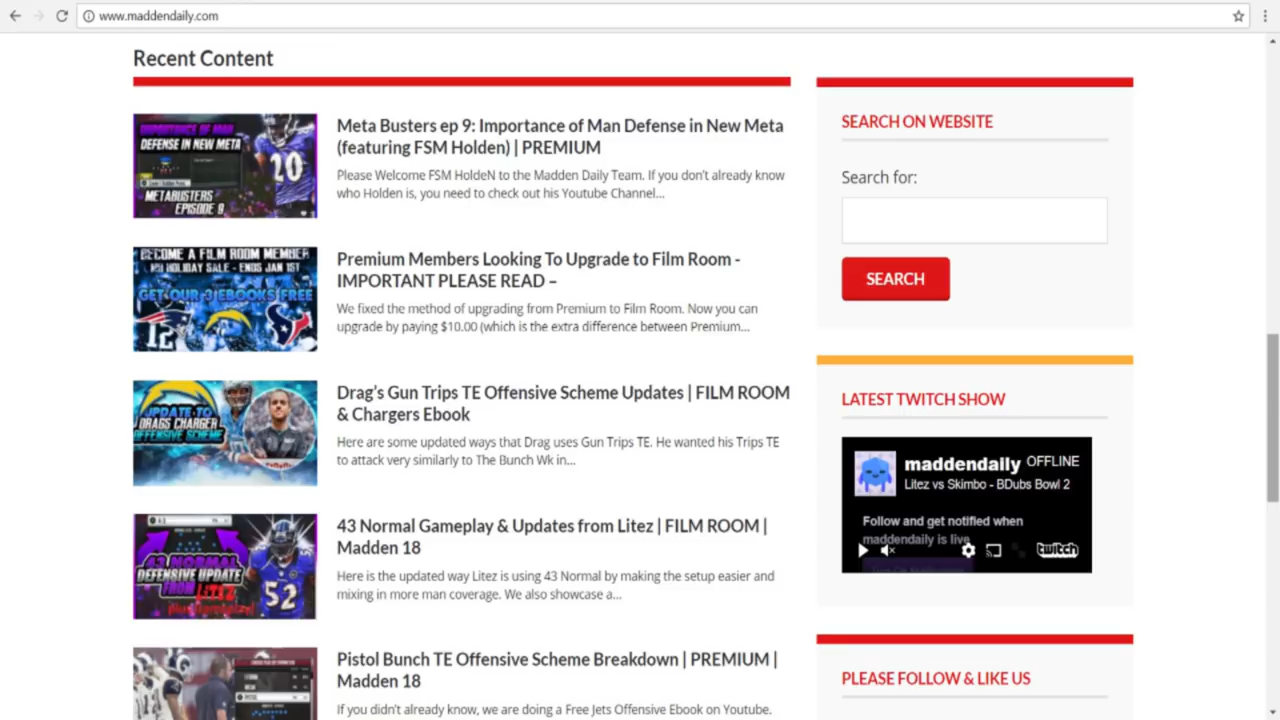 www.maddendaily.com
Recent Content
IMPORTANCE OF MAN
DEFENSE IN NEW META
METABUSTERS
EPISODE 9
Meta Busters ep 9: Importance of Man Defense in New Meta
(featuring FSM Holden) | PREMIUM
Please Welcome FSM HoldeN to the Madden Daily Team. If you don't already know
who Holden is, you need to check out his Youtube Channel...
BECOME A FILM ROOM MEMBER
HOLIDAY SALE - ENDS JAN 1ST
GET OUR 3 EBOOKS FREE
Premium Members Looking To Upgrade to Film Room -
IMPORTANT PLEASE READ –
We fixed the method of upgrading from Premium to Film Room. Now you can
upgrade by paying $10.00 (which is the extra difference between Premium...
UPDATE TO
DRAGS CHARGER
OFFENSIVE SCHEME
Drag's Gun Trips TE Offensive Scheme Updates | FILM ROOM
& Chargers Ebook
Here are some updated ways that Drag uses Gun Trips TE. He wanted his Trips TE
to attack very similarly to The Bunch Wk in...
43 NORMAL
DEFENSIVE UPDATE
FROM LITEZ
52
43 Normal Gameplay & Updates from Litez | FILM ROOM |
Madden 18
Here is the updated way Litez is using 43 Normal by making the setup easier and
mixing in more man coverage. We also showcase a...
Pistol Bunch TE Offensive Scheme Breakdown | PREMIUM |
Madden 18
If you didn't already know, we are doing a Free Jets Offensive Ebook on Youtube.
SEARCH ON WEBSITE
Search for:
SEARCH
LATEST TWITCH SHOW
maddendaily OFFLINE
Litez vs Skimbo - BDubs Bowl 2
Follow and get notified when
maddendaily is live
twitch
PLEASE FOLLOW & LIKE US